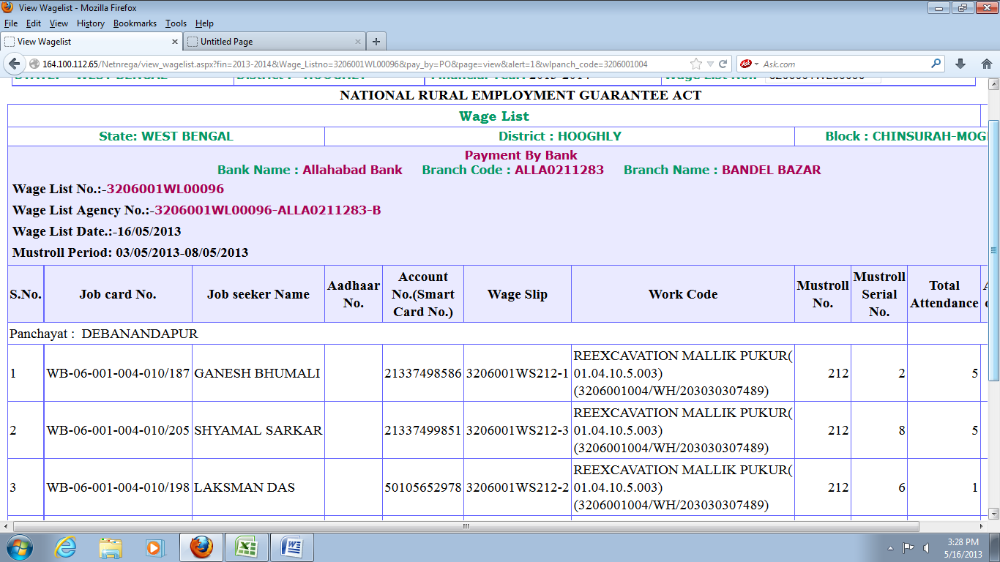 View Wagelist - Mozilla Firefox
File Edit View History Bookmarks Tools Help
View Wagelist × Untitled Page × +
164.100.112.65/Netnrega/view_wagelist.aspx?fin=2013-2014&Wage_Listno=3206001WL00096&pay_by=PO&page=view&alert=1&wlpanch_code=3206001004 Ask.com
NATIONAL RURAL EMPLOYMENT GUARANTEE ACT
Wage List
State: WEST BENGAL District : HOOGHLY Block : CHINSURAH-MOG
Payment By Bank
Bank Name : Allahabad Bank Branch Code : ALLA0211283 Branch Name : BANDEL BAZAR
Wage List No.:-3206001WL00096
Wage List Agency No.:-3206001WL00096-ALLA0211283-B
Wage List Date.:-16/05/2013
Mustroll Period: 03/05/2013-08/05/2013
S.No. Job card No. Job seeker Name Aadhaar No. Account No.(Smart Card No.) Wage Slip Work Code Mustroll No. Mustroll Serial No. Total Attendance
Panchayat : DEBANANDAPUR
1 WB-06-001-004-010/187 GANESH BHUMALI 21337498586 3206001WS212-1 REEXCAVATION MALLIK PUKUR( 01.04.10.5.003) (3206001004/WH/203030307489) 212 2 5
2 WB-06-001-004-010/205 SHYAMAL SARKAR 21337499851 3206001WS212-3 REEXCAVATION MALLIK PUKUR( 01.04.10.5.003) (3206001004/WH/203030307489) 212 8 5
3 WB-06-001-004-010/198 LAKSMAN DAS 50105652978 3206001WS212-2 REEXCAVATION MALLIK PUKUR( 01.04.10.5.003) (3206001004/WH/203030307489) 212 6 1
3:28 PM
5/16/2013